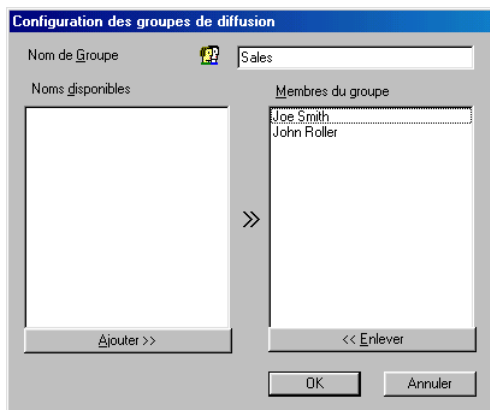 Configuration des groupes de diffusion
Nom de Groupe
Sales
Noms disponibles
Membres du groupe
Joe Smith
John Roller
>>
Ajouter >>
<< Enlever
OK
Annuler